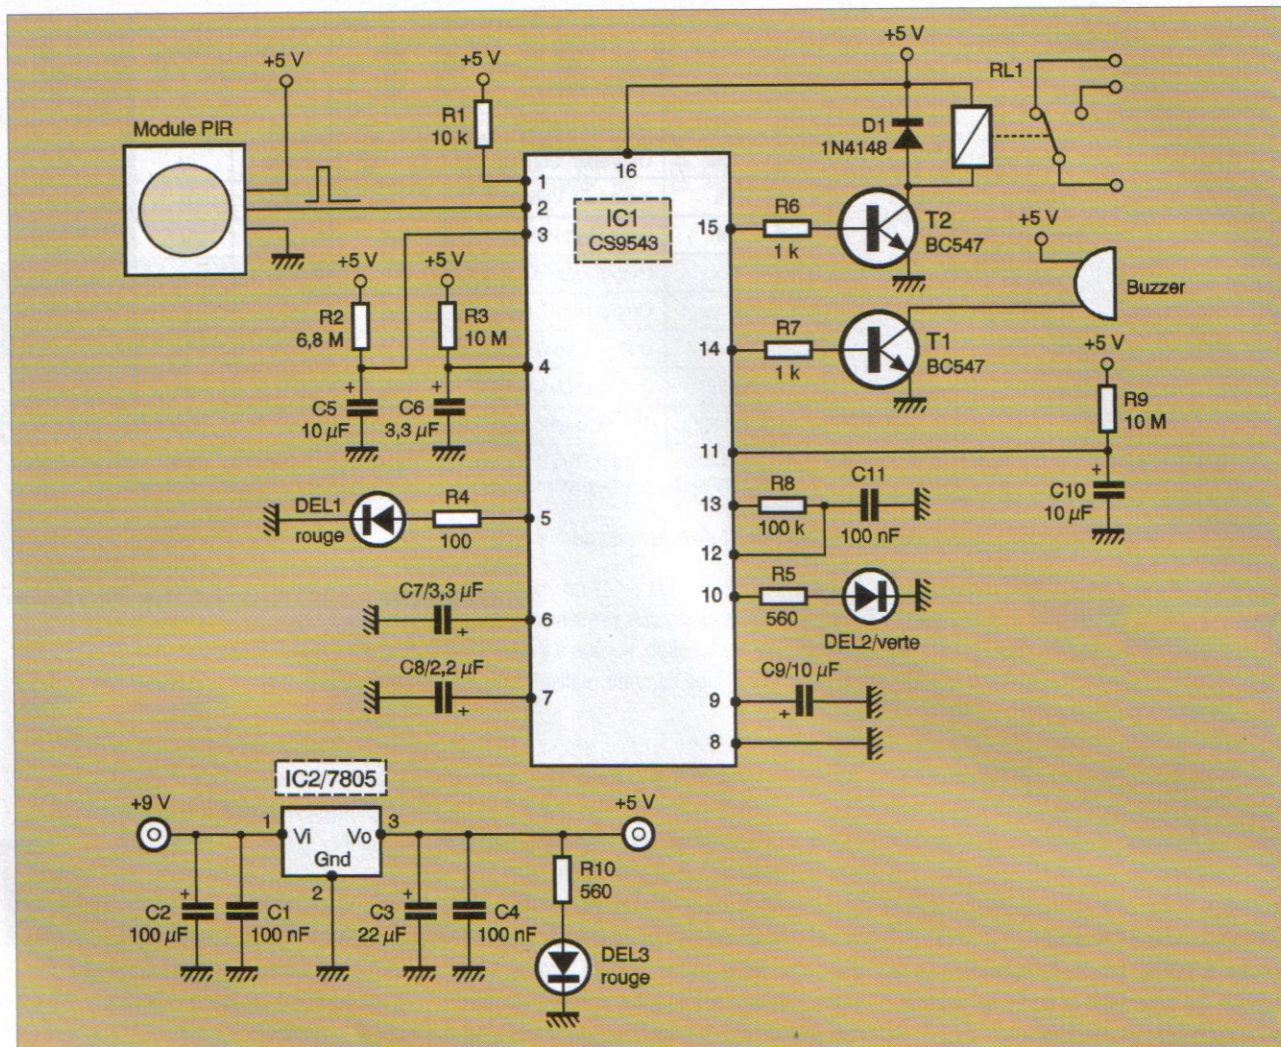 +5 V
Module PIR
+5 V
R1
10 k
+5 V
RL1
D1
1N4148
16
1
2
3
IC1
CS9543
15
R6
1 k
T2
BC547
+5 V
Buzzer
+5 V
R2
6,8 M
+5 V
R3
10 M
4
14
R7
1 k
T1
BC547
+5 V
R9
10 M
+
C5
10 µF
+
C6
3,3 µF
11
+
C10
10 µF
DEL1
rouge
R4
100
5
13
R8
100 k
C11
100 nF
12
10
R5
560
DEL2/verte
C7/3,3 µF
+
6
C8/2,2 µF
+
7
C9/10 µF
+
9
8
IC2/7805
+9 V
1
Vi
Vo
3
Gnd
2
+5 V
+
C2
100 µF
C1
100 nF
+
C3
22 µF
C4
100 nF
R10
560
DEL3
rouge